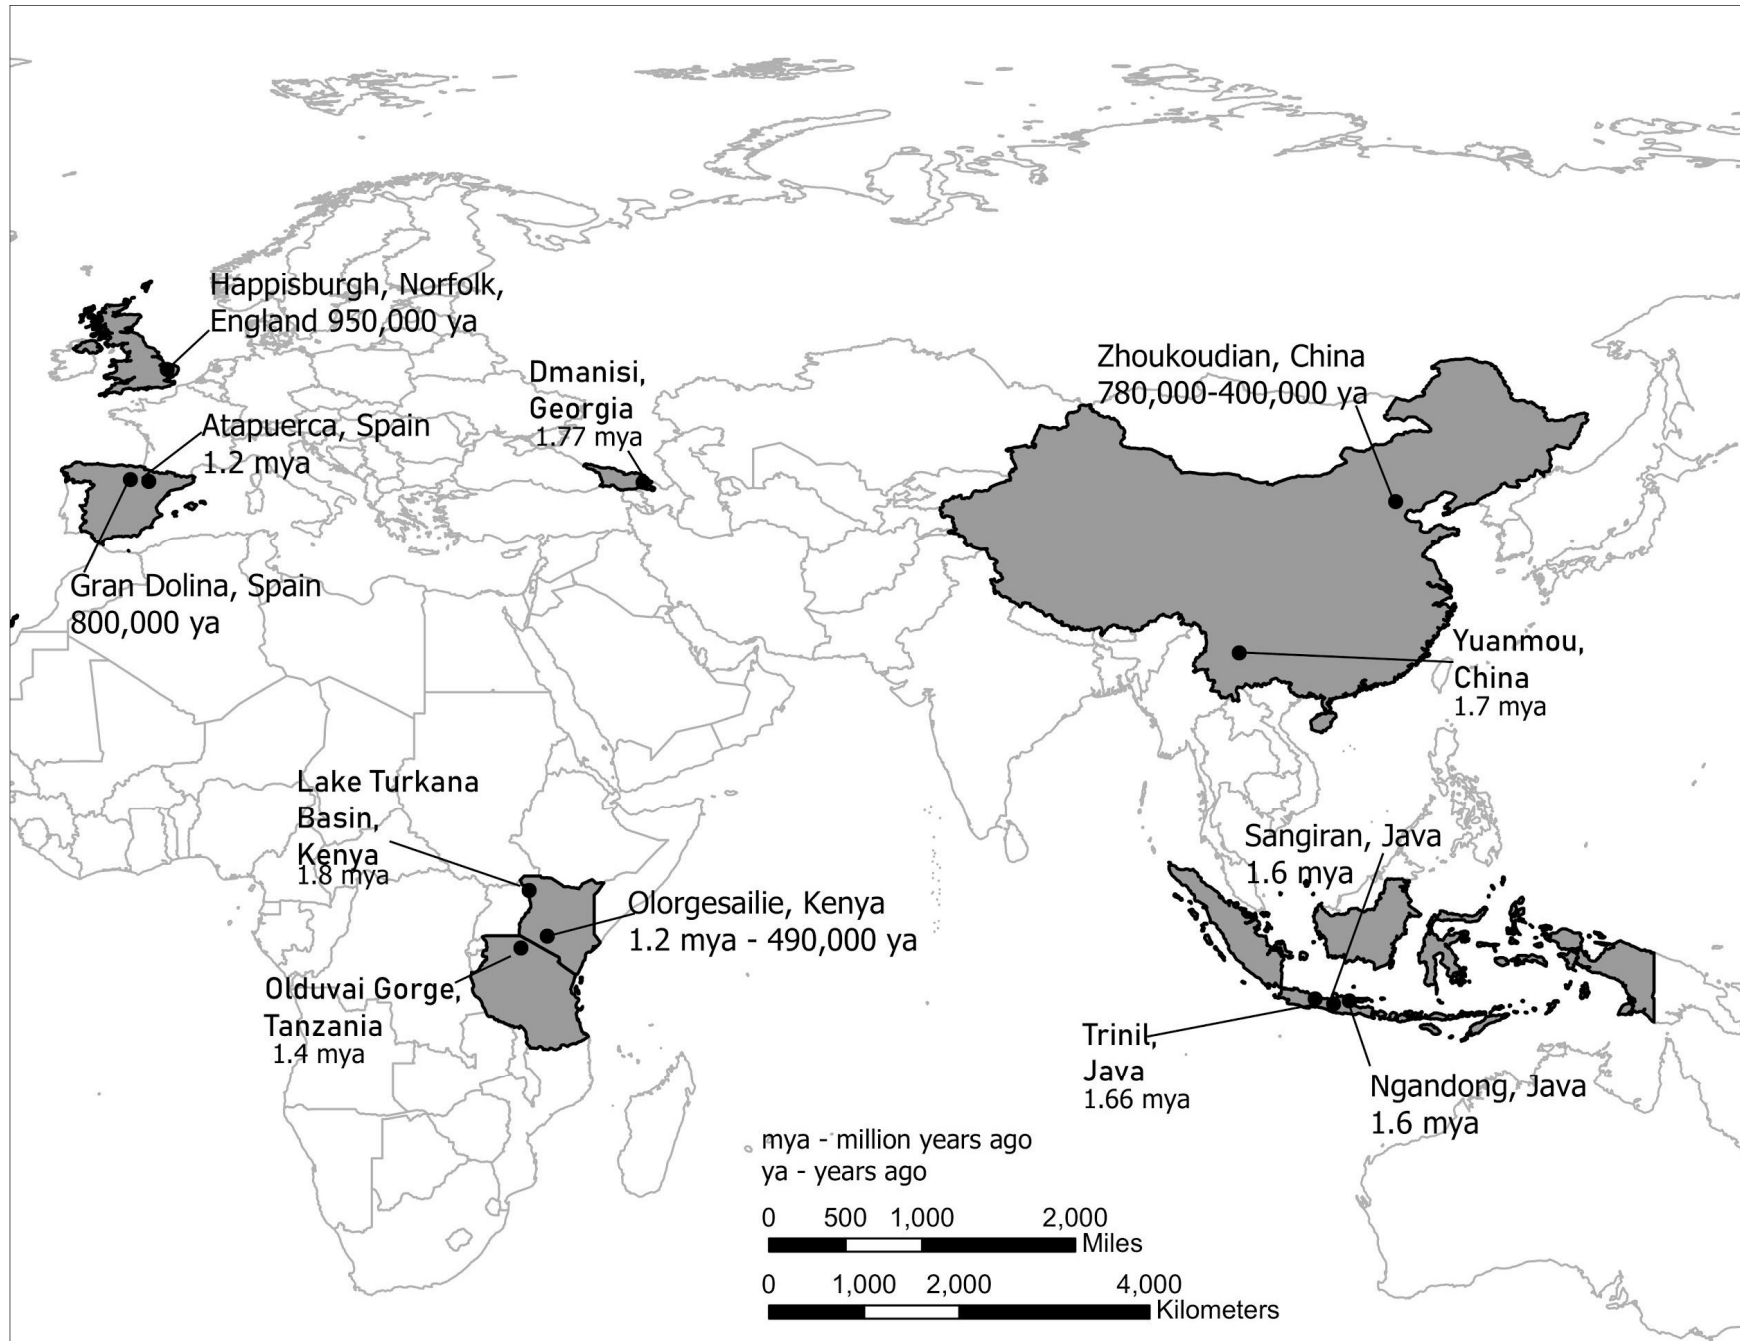 Happisburgh, Norfolk,
England 950,000 ya
Dmanisi,
Georgia
1.77 mya
Zhoukoudian, China
780,000-400,000 ya
Atapuerca, Spain
1.2 mya
Gran Dolina, Spain
800,000 ya
Yuanmou,
China
1.7 mya
Lake Turkana
Basin,
Kenya
1.8 mya
Sangiran, Java
1.6 mya
Olorgesailie, Kenya
1.2 mya - 490,000 ya
Olduvai Gorge,
Tanzania
1.4 mya
Trinil,
Java
1.66 mya
Ngandong, Java
1.6 mya
mya - million years ago
ya - years ago
0 500 1,000 2,000
Miles
0 1,000 2,000 4,000
Kilometers